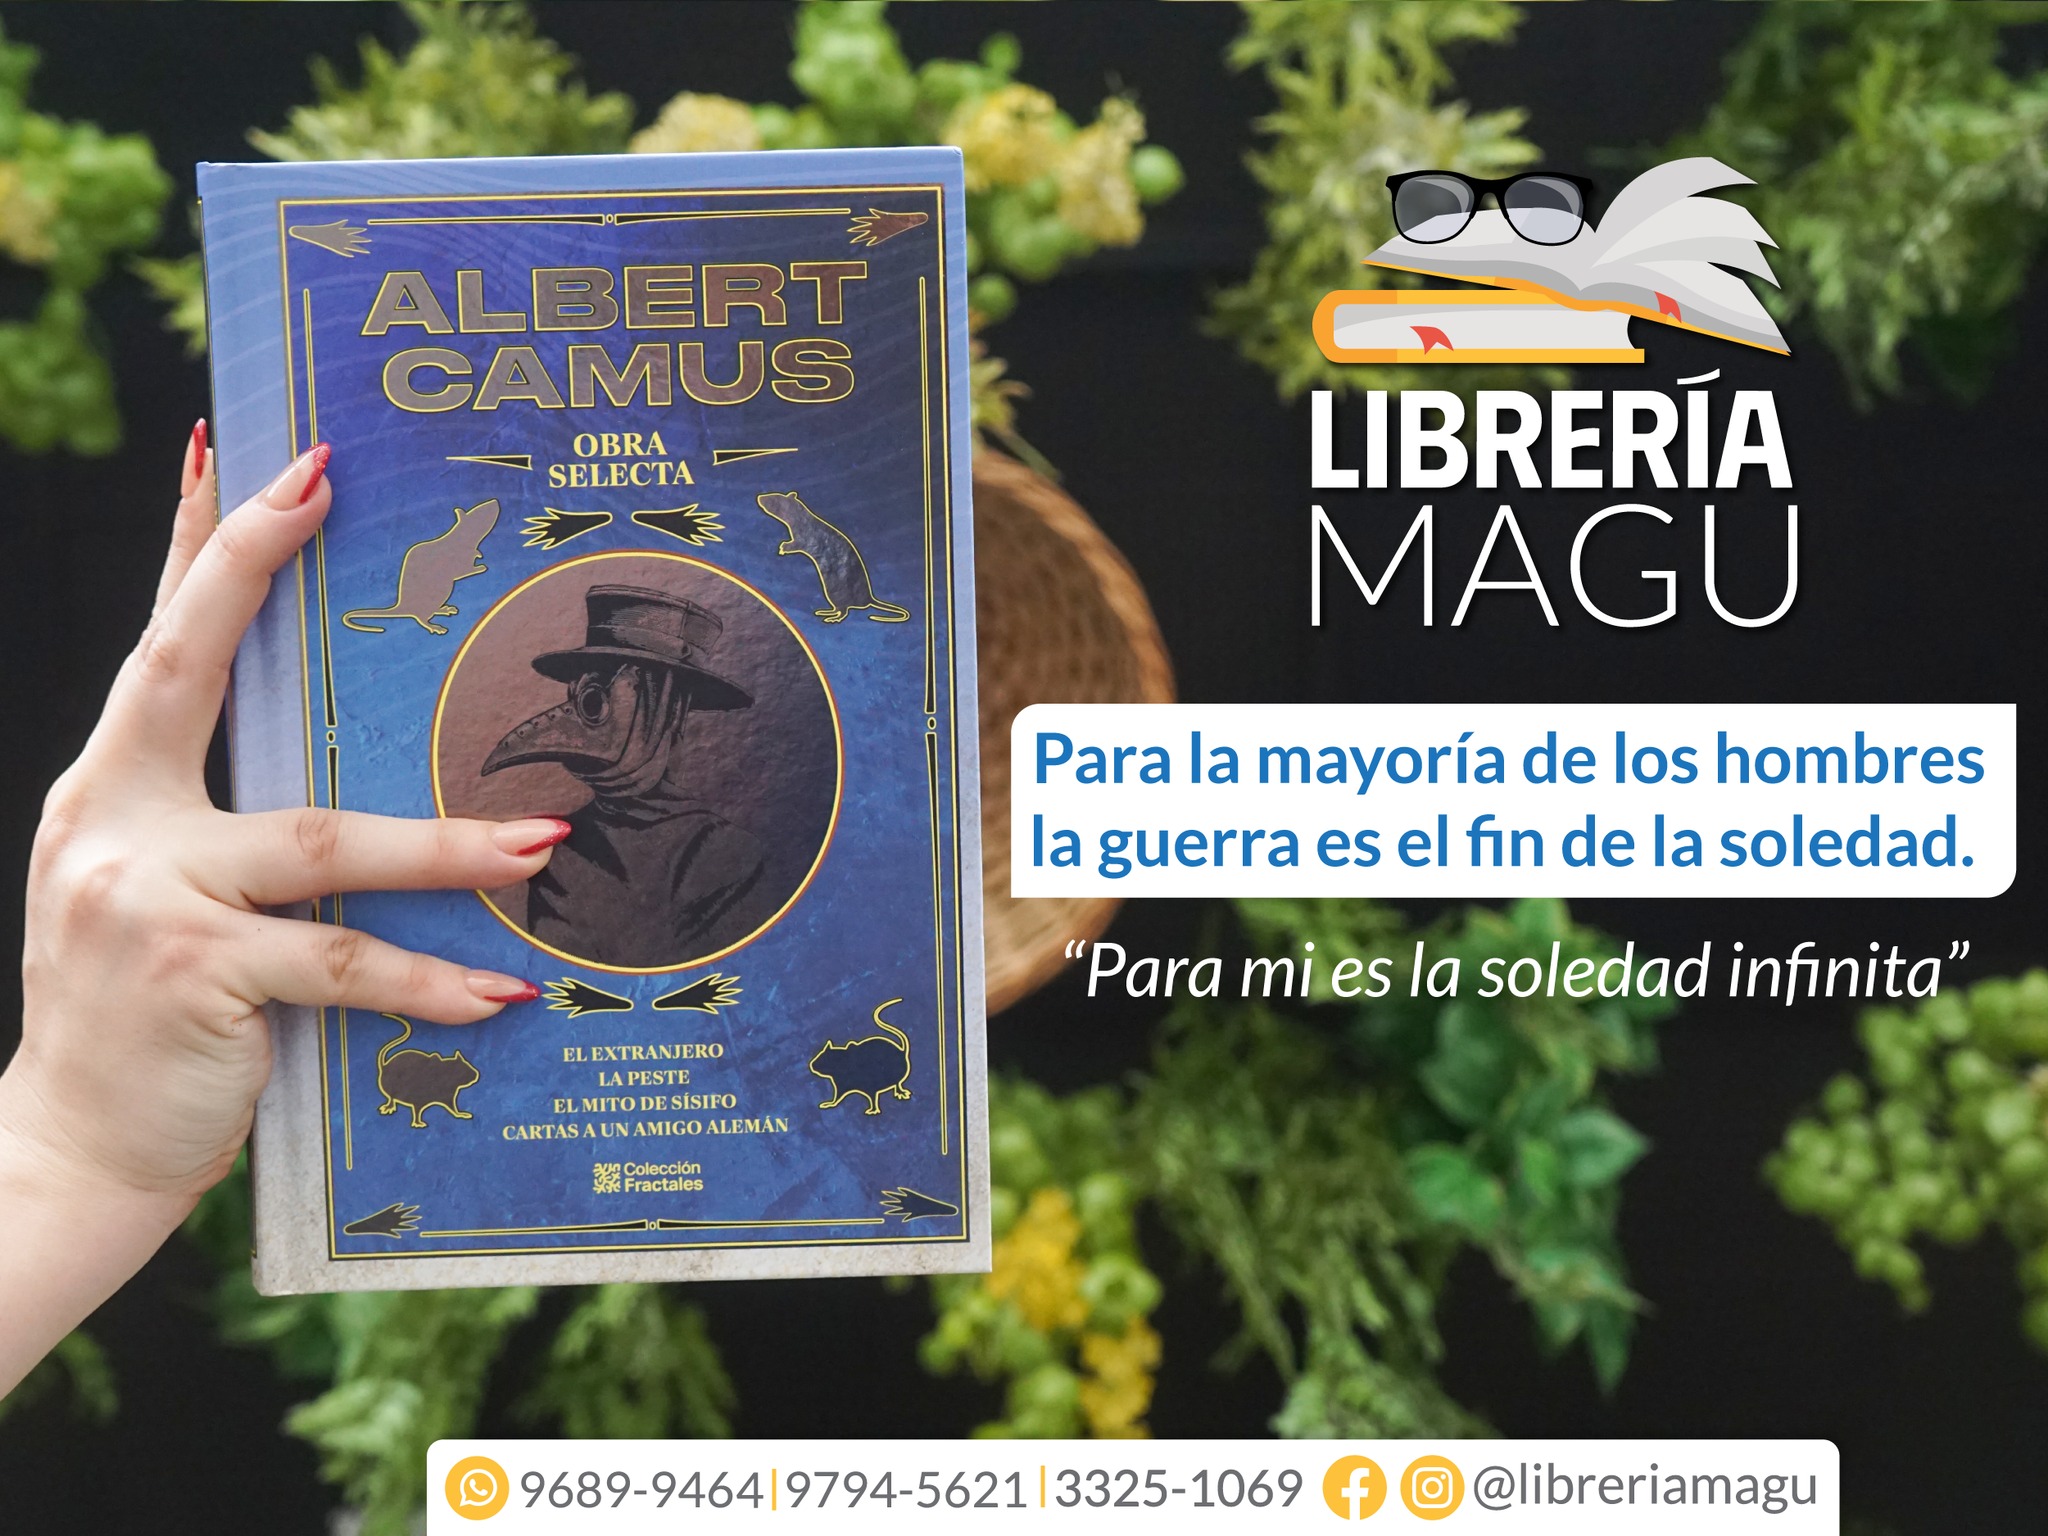 ALBERT
CAMUS
OBRA
SELECTA
EL EXTRANJERO
LA PESTE
EL MITO DE SÍSIFO
CARTAS A UN AMIGO ALEMÁN
Colección
Fractales
LIBRERÍA
MAGU
Para la mayoría de los hombres
la guerra es el fin de la soledad.
“Para mi es la soledad infinita”
9689-9464|9794-5621|3325-1069 @libreriamagu